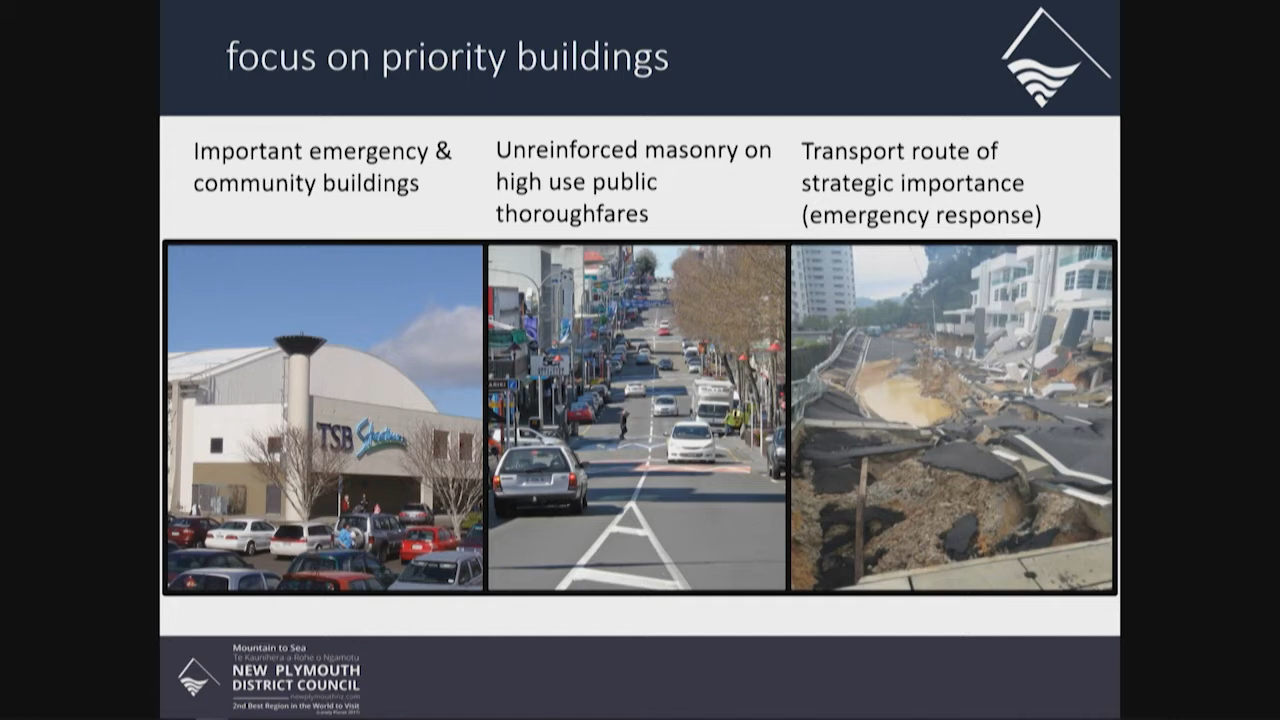 focus on priority buildings
Important emergency &
community buildings
Unreinforced masonry on
high use public
thoroughfares
Transport route of
strategic importance
(emergency response)
TSB
Mountain to Sea
Te Kaunihera-ā-Rohe o Ngāmotu
NEW PLYMOUTH
DISTRICT COUNCIL
newplymouthnz.com
2nd Best Region in the World to Visit